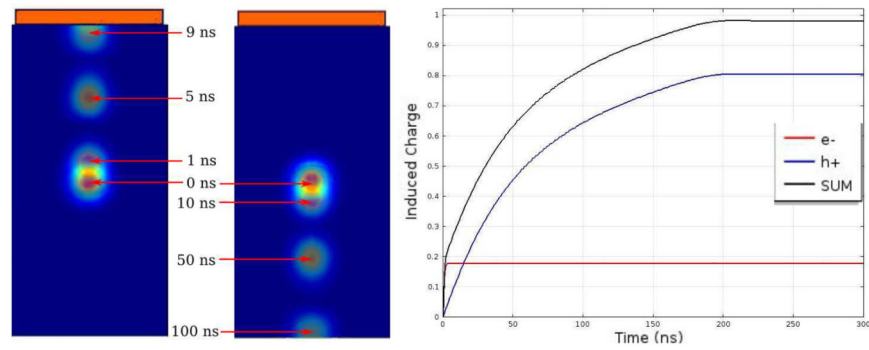 9 ns
5 ns
1 ns
0 ns
10 ns
50 ns
100 ns
Induced Charge
1
0.9
0.8
0.7
0.6
0.5
0.4
0.3
0.2
0.1
0
e-
h+
SUM
0 50 100 150 200 250 300
Time (ns)